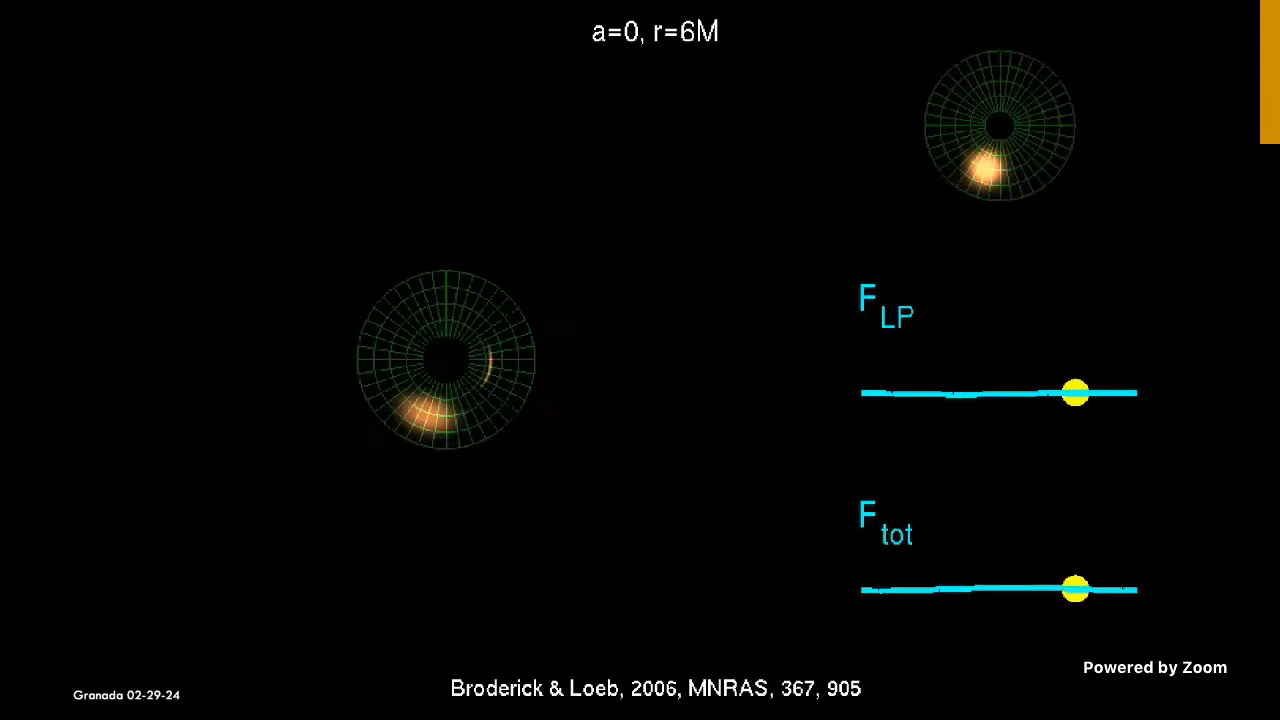 a=0, r=6M
F LP
F tot
Powered by Zoom
Broderick & Loeb, 2006, MNRAS, 367, 905
Granada 02-29-24